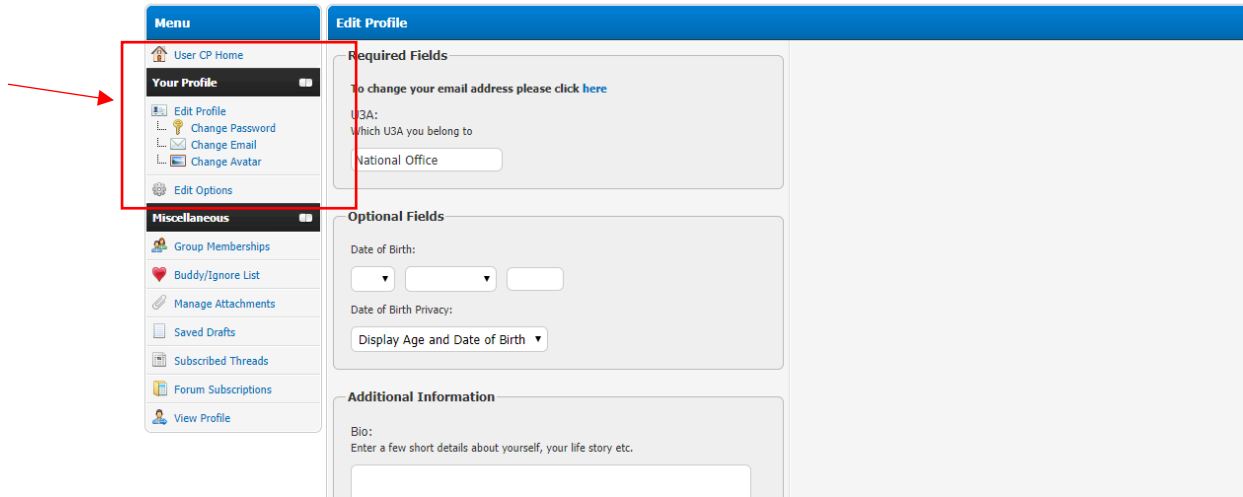 Menu
User CP Home
Your Profile
Edit Profile
Change Password
Change Email
Change Avatar
Edit Options
Miscellaneous
Group Memberships
Buddy/Ignore List
Manage Attachments
Saved Drafts
Subscribed Threads
Forum Subscriptions
View Profile
Edit Profile
Required Fields
To change your email address please click here
U3A:
Which U3A you belong to
National Office
Optional Fields
Date of Birth:
Date of Birth Privacy:
Display Age and Date of Birth
Additional Information
Bio:
Enter a few short details about yourself, your life story etc.